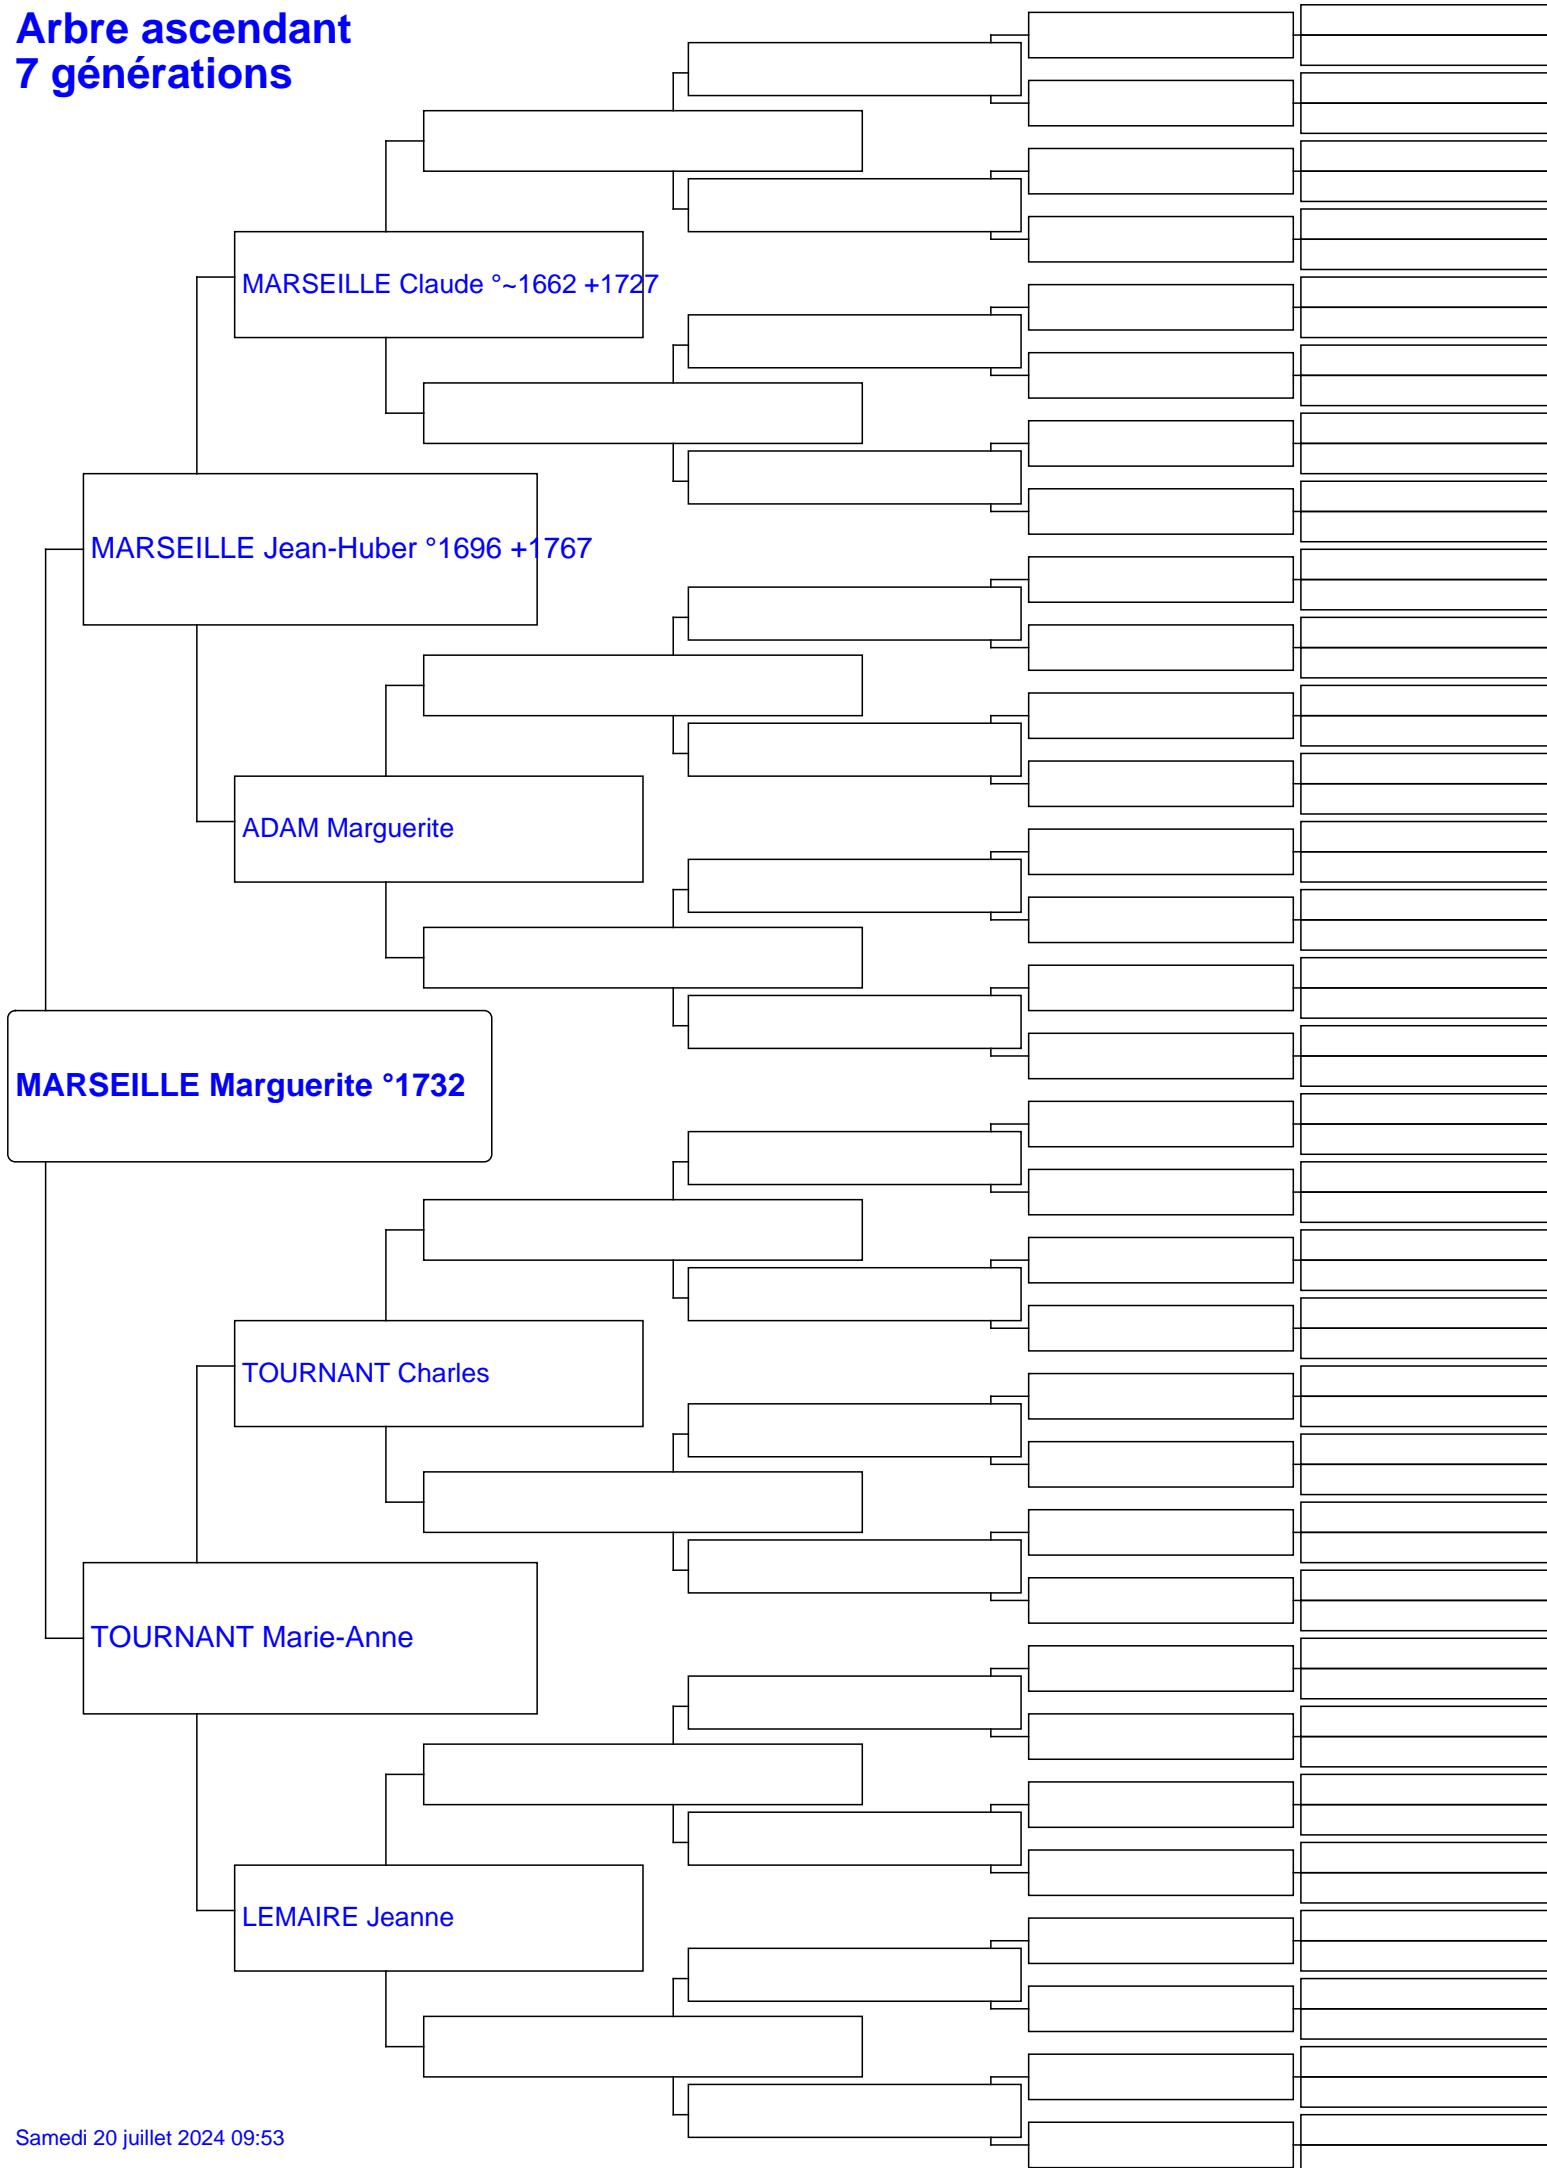 Arbre ascendant
7 générations
MARSEILLE Claude °~1662 +1727
MARSEILLE Jean-Huber °1696 +1767
ADAM Marguerite
MARSEILLE Marguerite °1732
TOURNANT Charles
TOURNANT Marie-Anne
LEMAIRE Jeanne
Samedi 20 juillet 2024 09:53